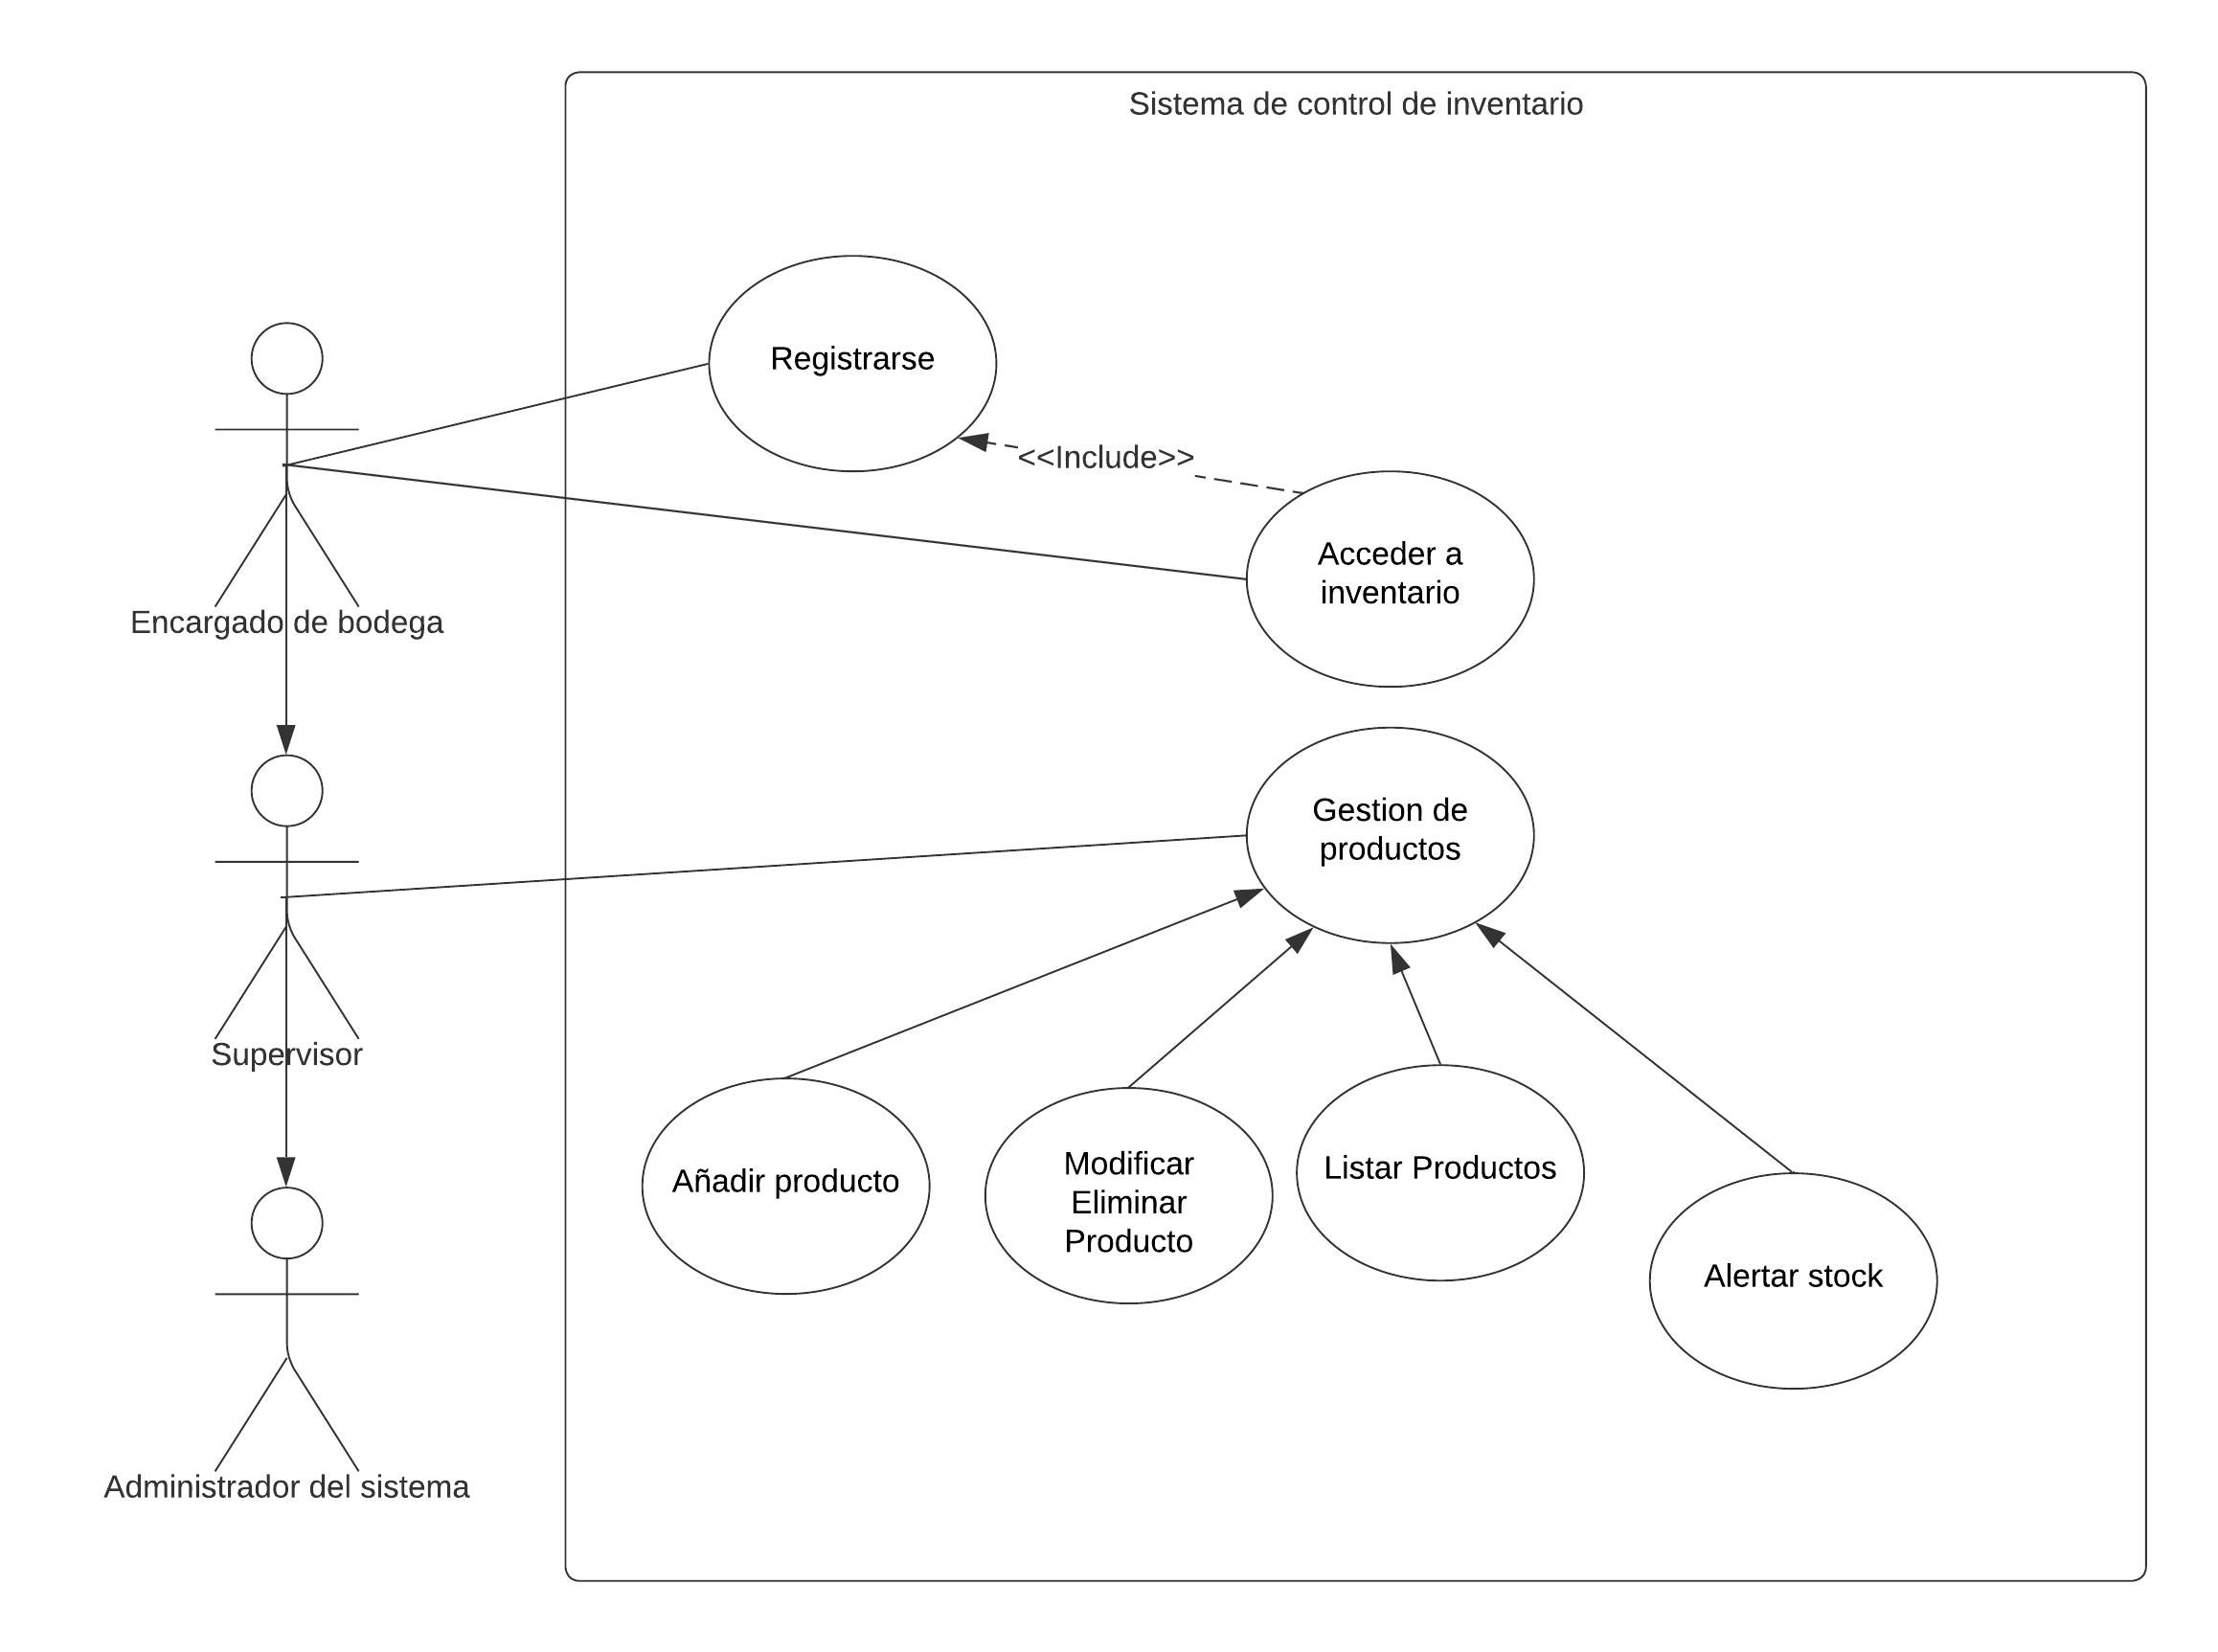 Sistema de control de inventario
Registrarse
<<Include>>
Acceder a
inventario
Encargado de bodega
Gestion de
productos
Supervisor
Añadir producto
Modificar
Eliminar
Producto
Listar Productos
Alertar stock
Administrador del sistema